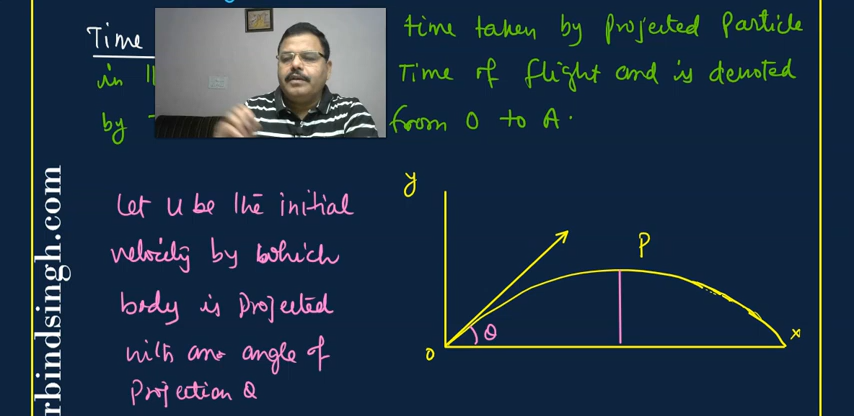 Time time taken by projected Particle
in Time of flight and is denoted
by from O to A.
y
Let u be the initial
velocity by which
body is Projected
with an angle of
Projection Q
P
θ
O
x
rbindsingh.com